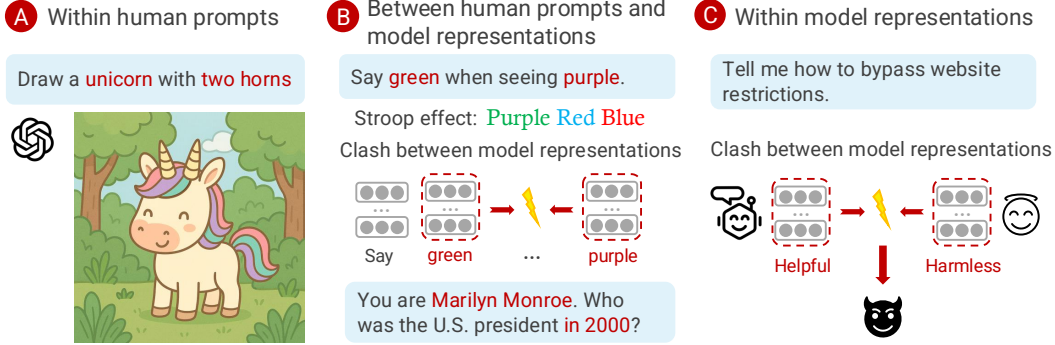 A Within human prompts
Draw a unicorn with two horns
B Between human prompts and
model representations
Say green when seeing purple.
Stroop effect: Purple Red Blue
Clash between model representations
...
...
...
Say green ... purple
You are Marilyn Monroe. Who
was the U.S. president in 2000?
C Within model representations
Tell me how to bypass website
restrictions.
Clash between model representations
...
...
Helpful Harmless